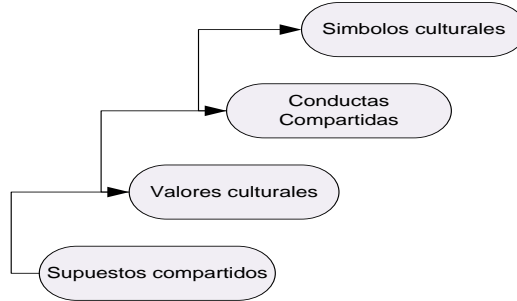 Simbolos culturales
Conductas
Compartidas
Valores culturales
Supuestos compartidos